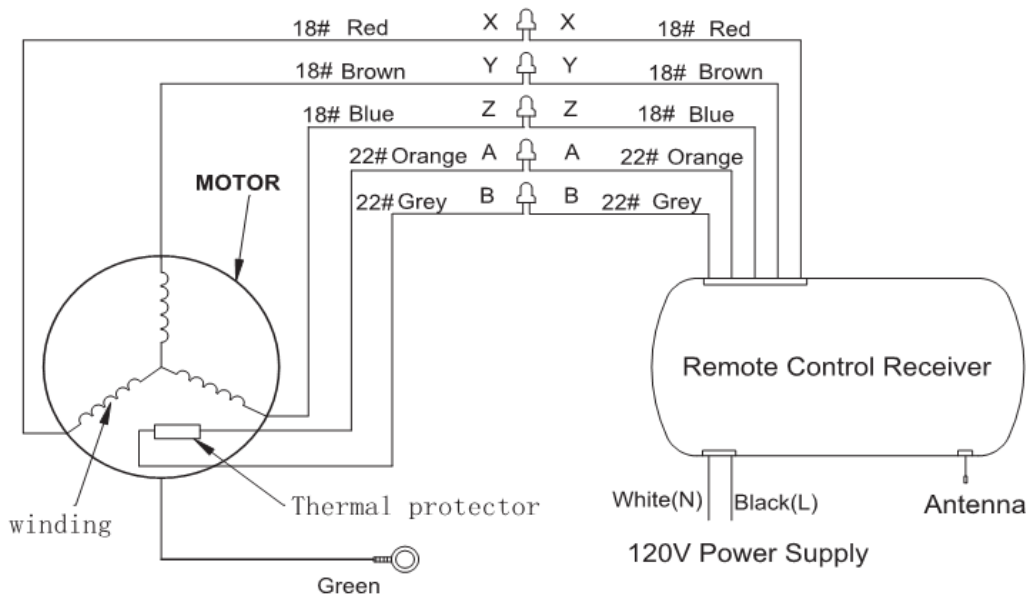 18# Red X X 18# Red
18# Brown Y Y 18# Brown
18# Blue Z Z 18# Blue
22# Orange A A 22# Orange
22# Grey B B 22# Grey
MOTOR
Remote Control Receiver
winding
Thermal protector
White(N) Black(L)
Antenna
120V Power Supply
Green